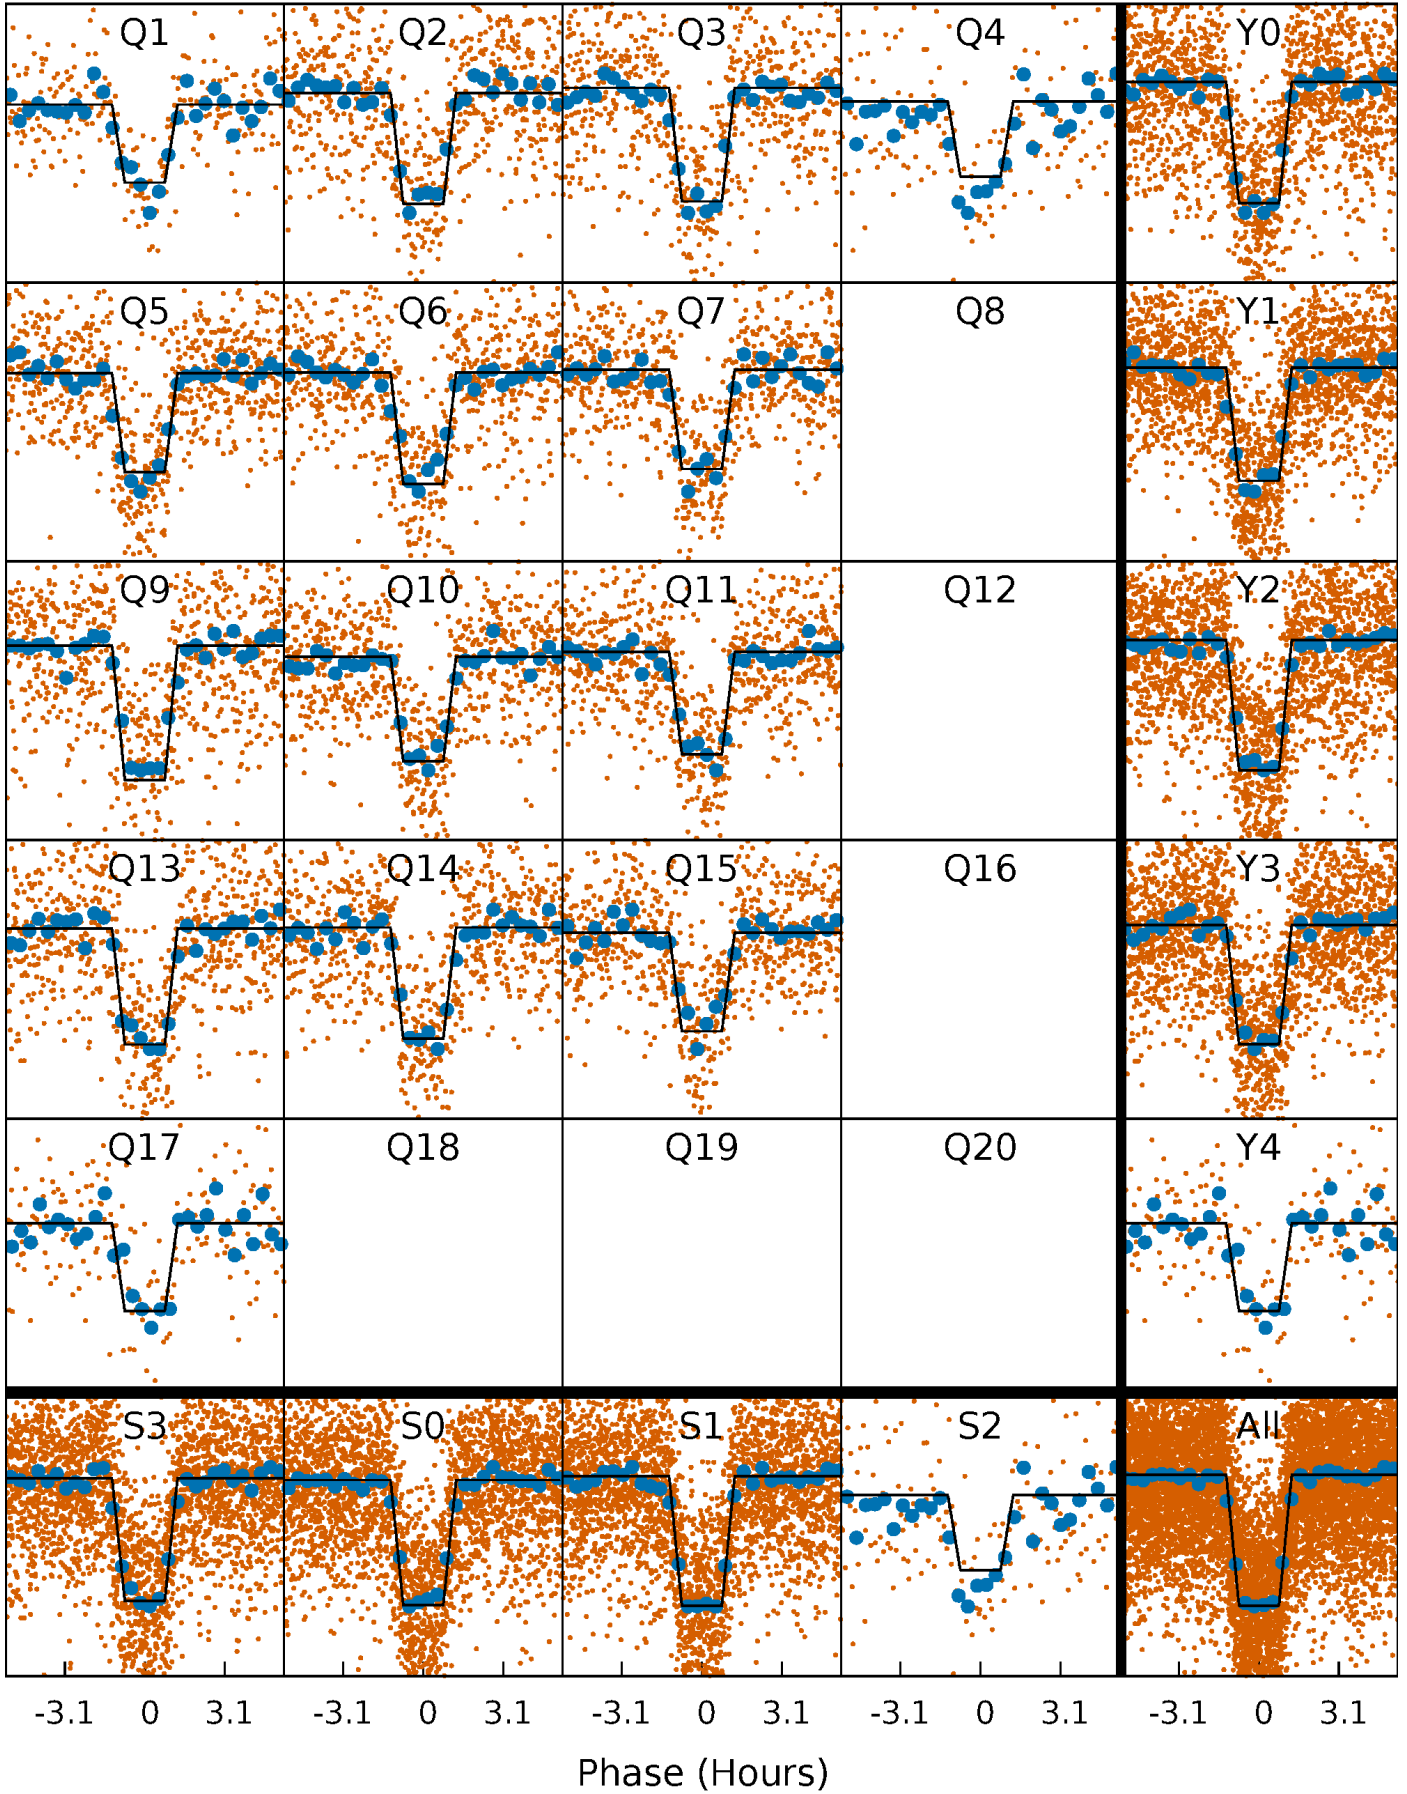 Q1 Q2 Q3 Q4 Y0
Q5 Q6 Q7 Q8 Y1
Q9 Q10 Q11 Q12 Y2
Q13 Q14 Q15 Q16 Y3
Q17 Q18 Q19 Q20 Y4
S3 S0 S1 S2 All
-3.1 0 3.1 -3.1 0 3.1 -3.1 0 3.1 -3.1 0 3.1 -3.1 0 3.1
Phase (Hours)